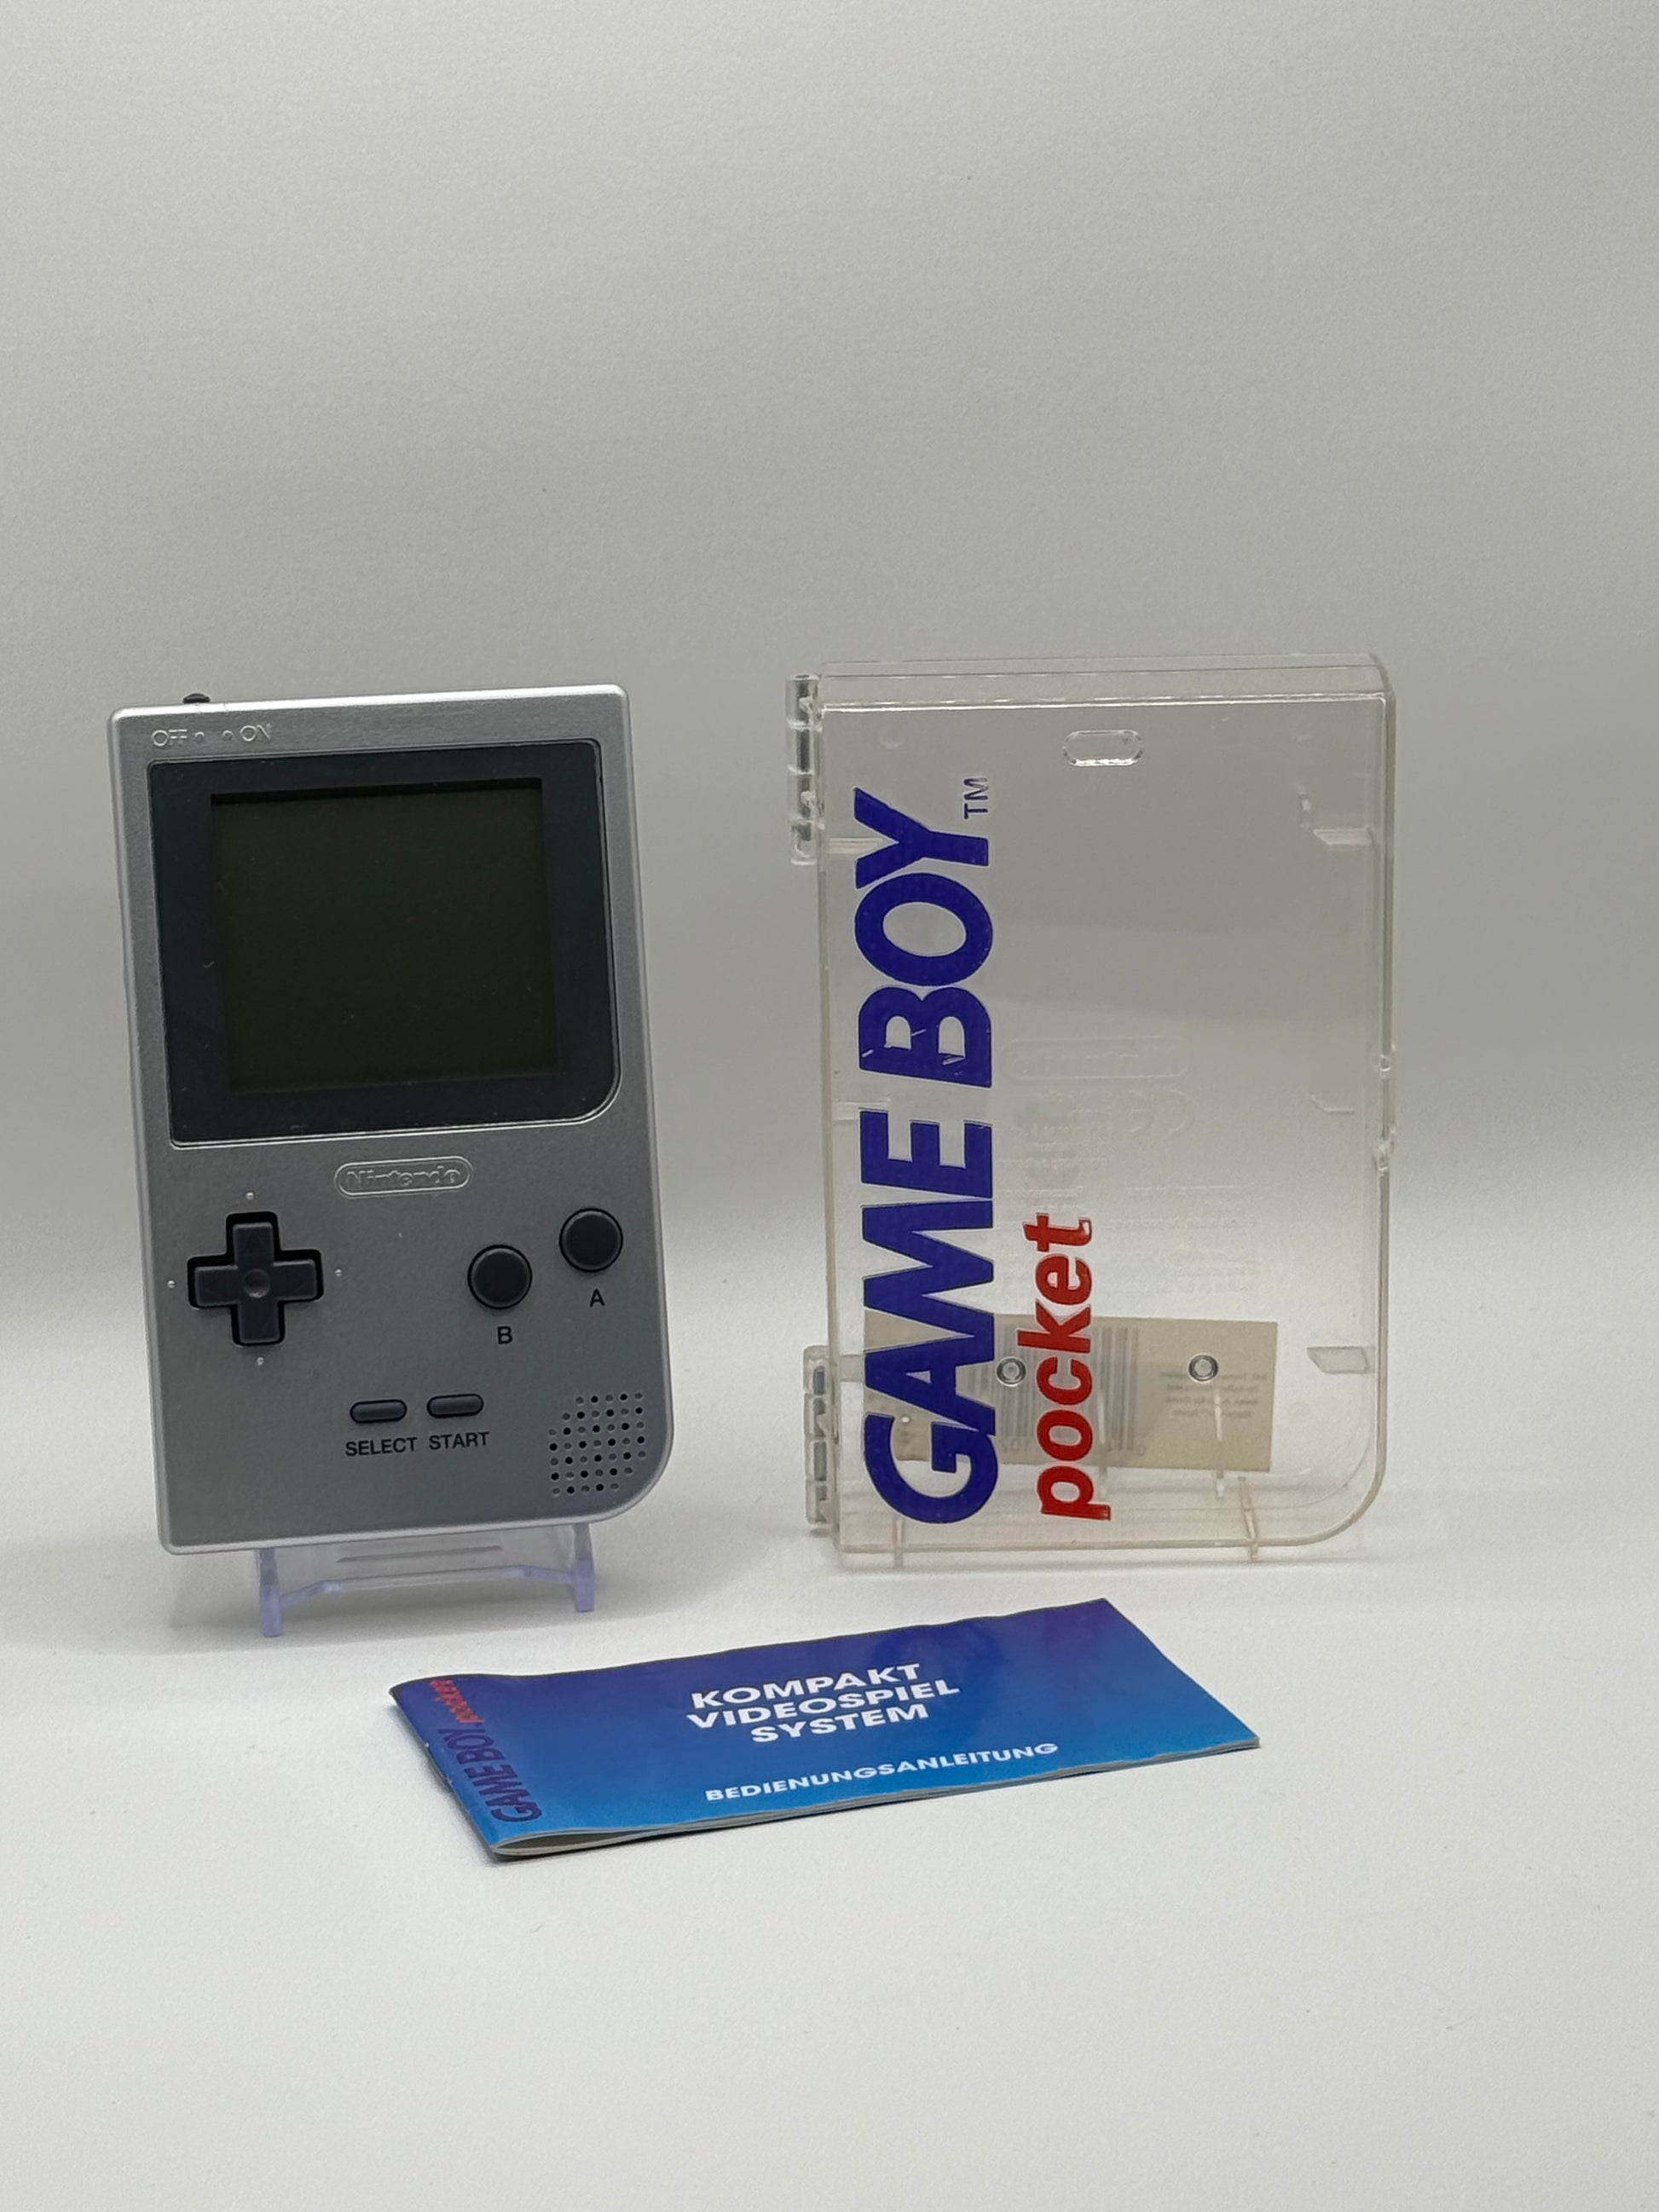 OFF ON
Nintendo
A
B
SELECT START
GAME BOY TM
pocket
GAME BOY pocket
KOMPAKT
VIDEOSPIEL
SYSTEM
BEDIENUNGSANLEITUNG